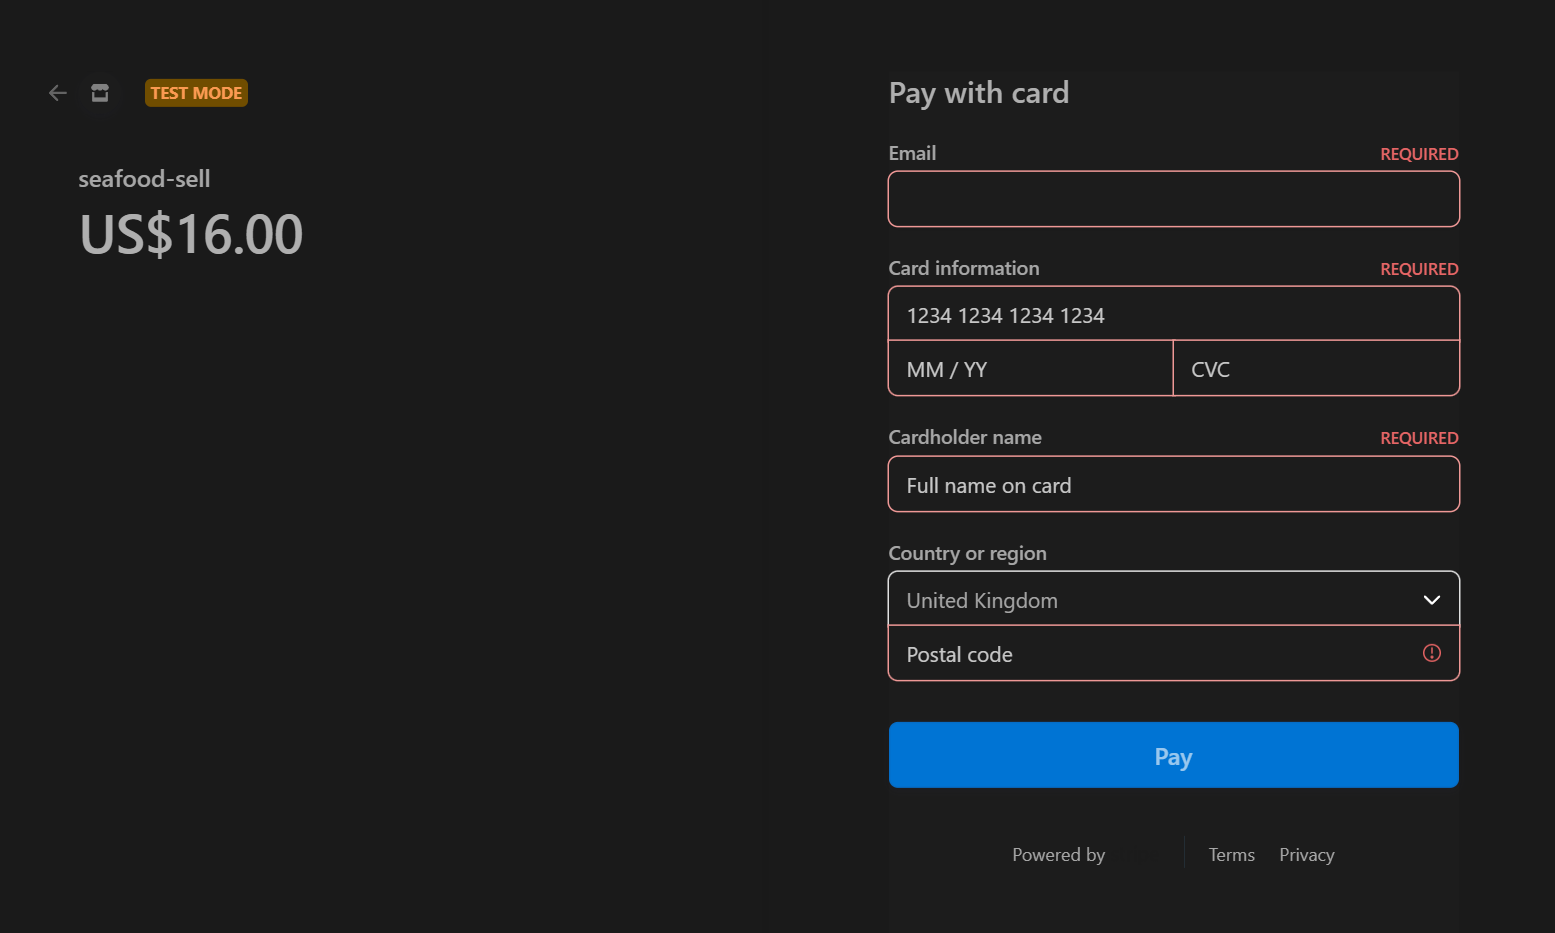 TEST MODE
seafood-sell
US$16.00
Pay with card
Email REQUIRED
Card information REQUIRED
1234 1234 1234 1234
MM / YY CVC
Cardholder name REQUIRED
Full name on card
Country or region
United Kingdom
Postal code
Pay
Powered by Terms Privacy